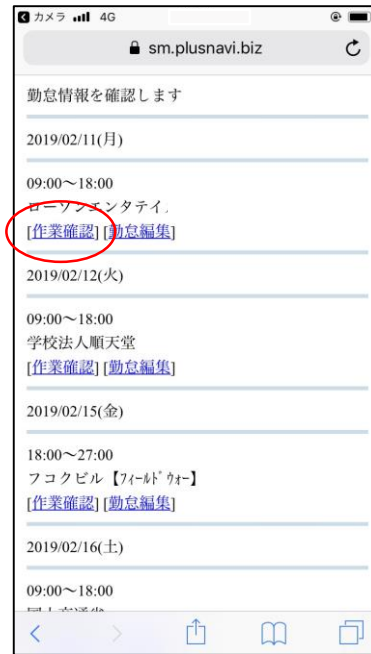 カメラ 4G
sm.plusnavi.biz
勤怠情報を確認します
2019/02/11(月)
09:00～18:00
ローソンエンタテイ
[作業確認] [勤怠編集]
2019/02/12(火)
09:00～18:00
学校法人順天堂
[作業確認] [勤怠編集]
2019/02/15(金)
18:00～27:00
フコクビル【ﾌｨｰﾙﾄﾞｳｫｰ】
[作業確認] [勤怠編集]
2019/02/16(土)
09:00～18:00